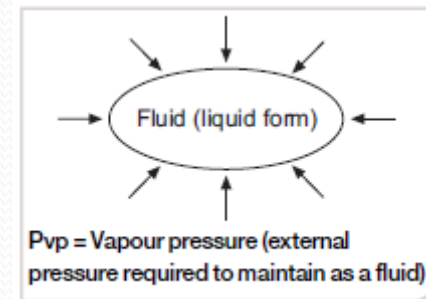 Fluid (liquid form)
Pvp = Vapour pressure (external
pressure required to maintain as a fluid)